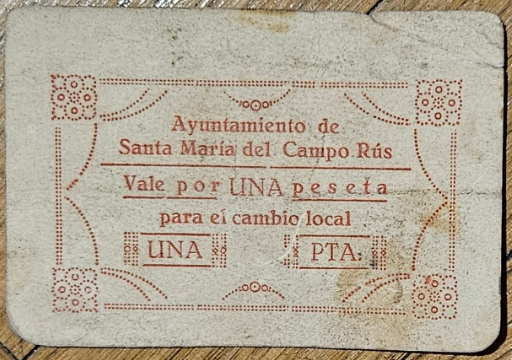 Ayuntamiento de
Santa María del Campo Rús
Vale por UNA peseta
para el cambio local
UNA PTA.